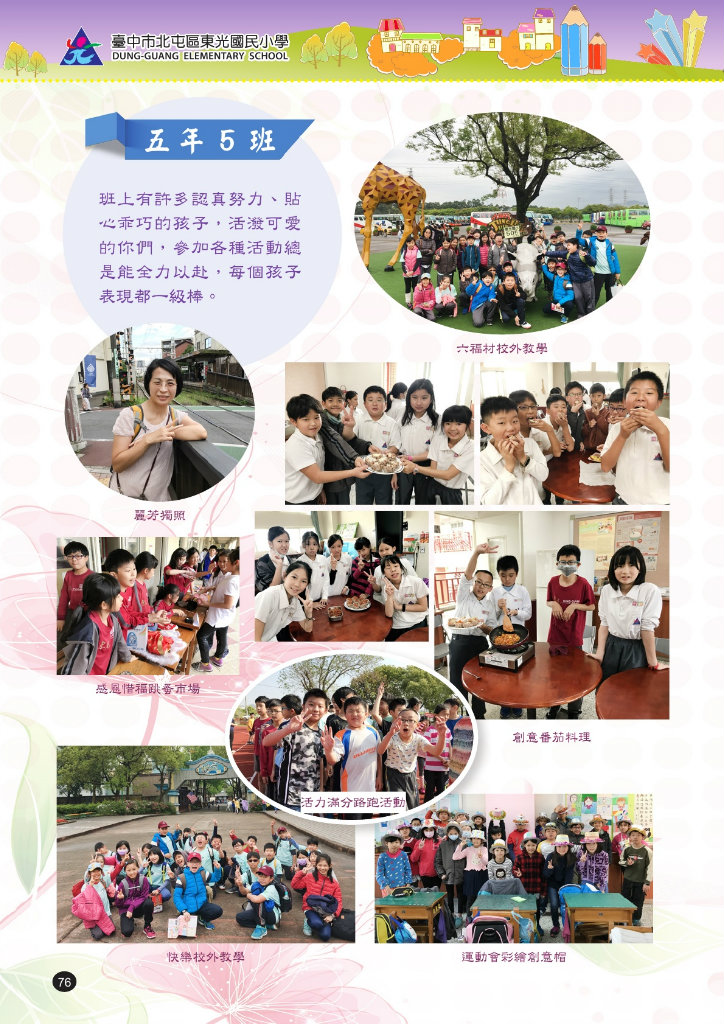 臺中市北屯區東光國民小學
DUNG-GUANG ELEMENTARY SCHOOL
五年5班
班上有許多認真努力、貼
心乖巧的孩子，活潑可愛
的你們，參加各種活動總
是能全力以赴，每個孩子
表現都一級棒。
六福村校外教學
麗芳獨照
感恩惜福跳蚤市場
創意番茄料理
活力滿分路跑活動
快樂校外教學
運動會彩繪創意帽
76